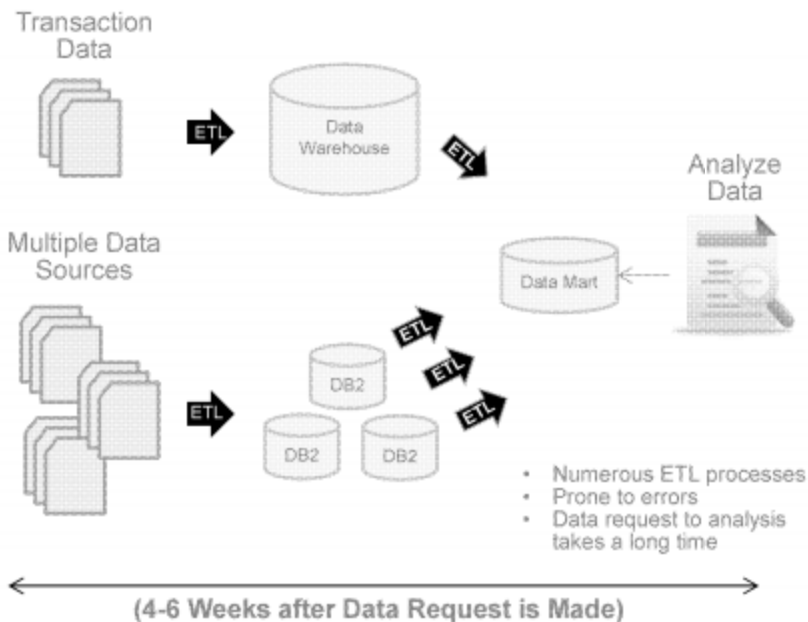 Transaction
Data
ETL
Data
Warehouse
ETL
Analyze
Data
Multiple Data
Sources
Data Mart
ETL
ETL
ETL
ETL
DB2
DB2
DB2
• Numerous ETL processes
• Prone to errors
• Data request to analysis
takes a long time
(4-6 Weeks after Data Request is Made)